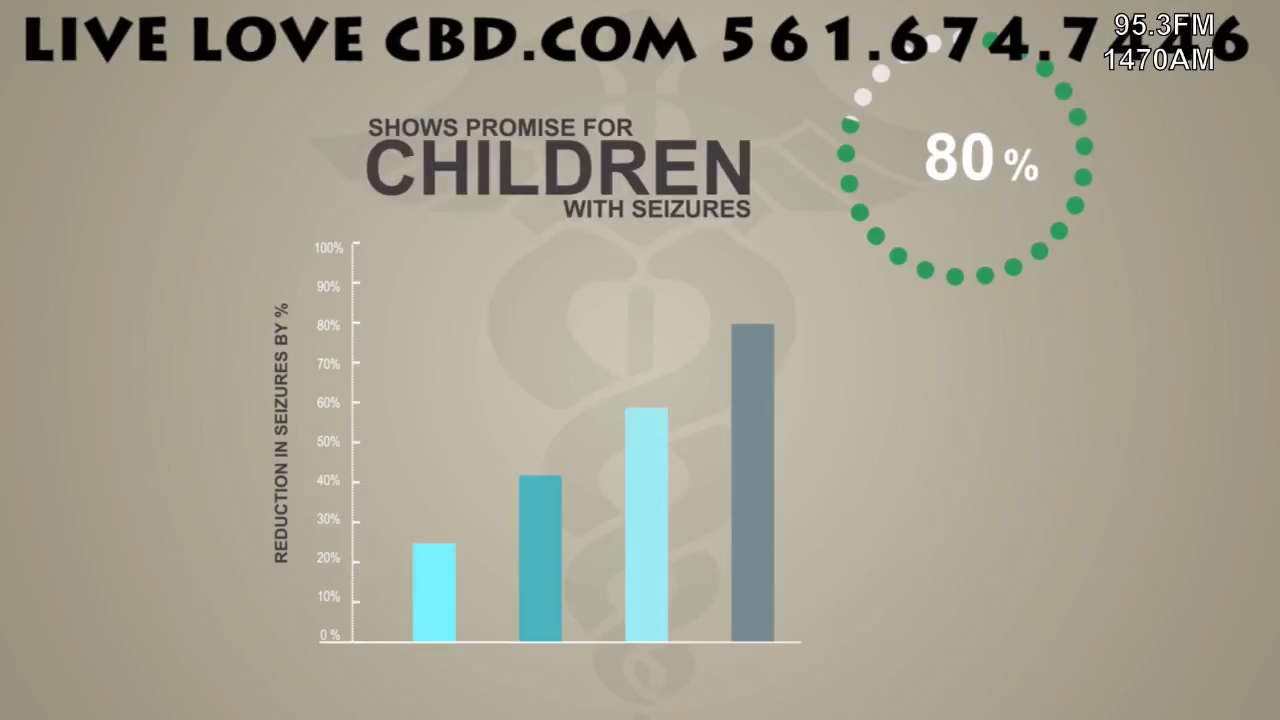 LIVE LOVE CBD.COM 561.674.7446
95.3FM
1470AM
SHOWS PROMISE FOR
CHILDREN
WITH SEIZURES
80 %
REDUCTION IN SEIZURES BY %
100%
90%
80%
70%
60%
50%
40%
30%
20%
10%
0 %